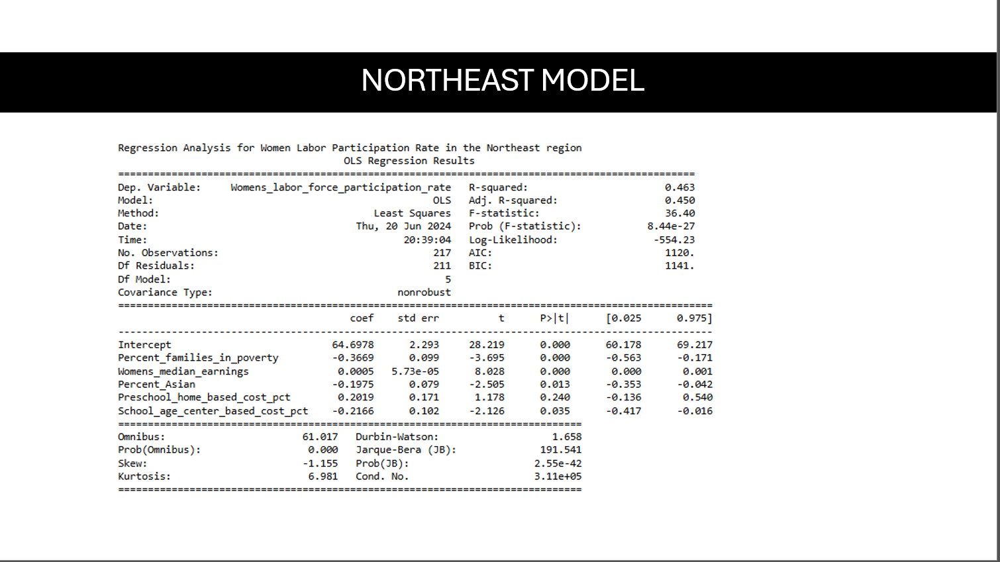 NORTHEAST MODEL
Regression Analysis for Women Labor Participation Rate in the Northeast region
OLS Regression Results
==============================================================================
Dep. Variable: Womens_labor_force_participation_rate R-squared: 0.463
Model: OLS Adj. R-squared: 0.450
Method: Least Squares F-statistic: 36.40
Date: Thu, 20 Jun 2024 Prob (F-statistic): 8.44e-27
Time: 20:39:04 Log-Likelihood: -554.23
No. Observations: 217 AIC: 1120.
Df Residuals: 211 BIC: 1141.
Df Model: 5
Covariance Type: nonrobust
==============================================================================
coef std err t P>|t| [0.025 0.975]
------------------------------------------------------------------------------
Intercept 64.6978 2.293 28.219 0.000 60.178 69.217
Percent_families_in_poverty -0.3669 0.099 -3.695 0.000 -0.563 -0.171
Womens_median_earnings 0.0005 5.73e-05 8.028 0.000 0.000 0.001
Percent_Asian -0.1975 0.079 -2.505 0.013 -0.353 -0.042
Preschool_home_based_cost_pct 0.2019 0.171 1.178 0.240 -0.136 0.540
School_age_center_based_cost_pct -0.2166 0.102 -2.126 0.035 -0.417 -0.016
==============================================================================
Omnibus: 61.017 Durbin-Watson: 1.658
Prob(Omnibus): 0.000 Jarque-Bera (JB): 191.541
Skew: -1.155 Prob(JB): 2.55e-42
Kurtosis: 6.981 Cond. No. 3.11e+05
==============================================================================